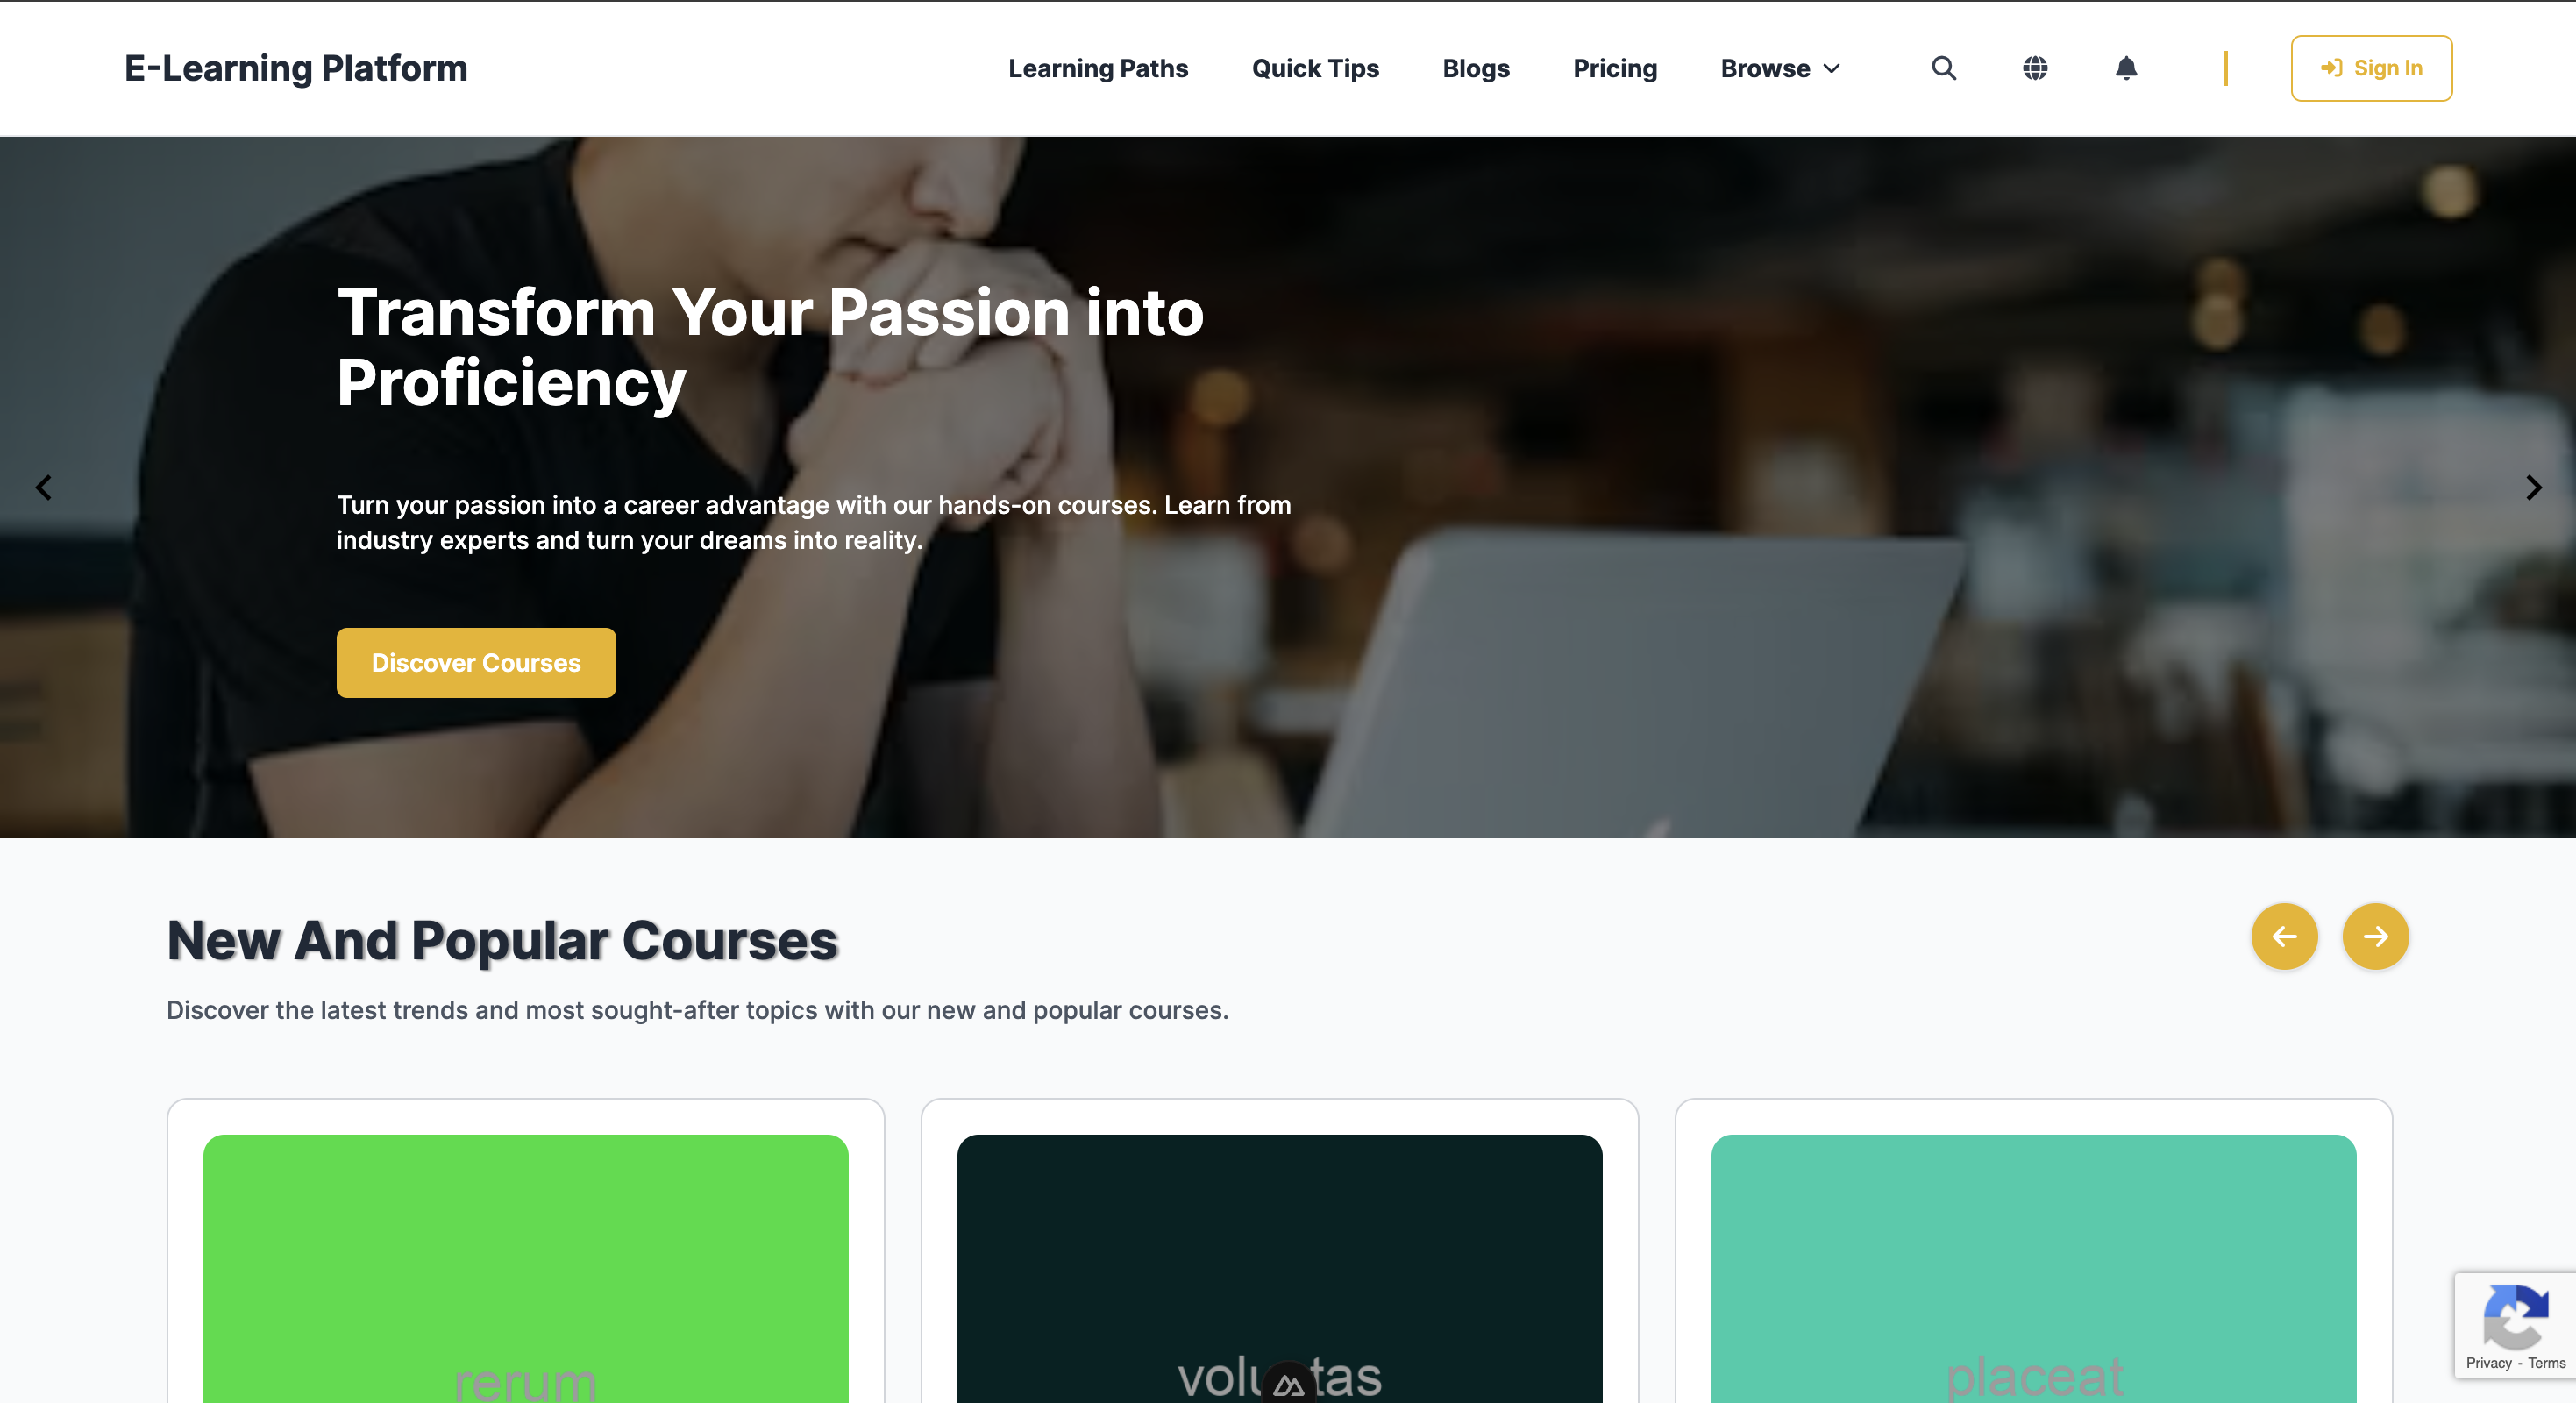 E-Learning Platform
Learning Paths
Quick Tips
Blogs
Pricing
Browse
Sign In
Transform Your Passion into
Proficiency
Turn your passion into a career advantage with our hands-on courses. Learn from
industry experts and turn your dreams into reality.
Discover Courses
New And Popular Courses
Discover the latest trends and most sought-after topics with our new and popular courses.
rerum
placeat
Privacy - Terms